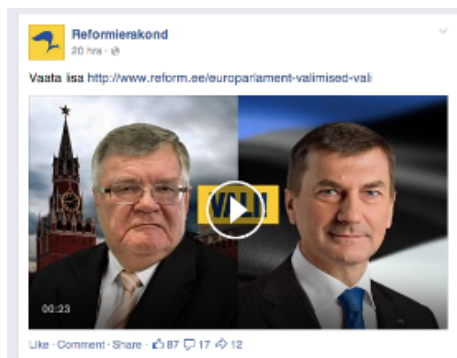 Reformierakond
20 hrs ·
Vaata lisa http://www.reform.ee/europarlament-valimised-vali
VALI!
00:23
Like · Comment · Share · 87 17 12